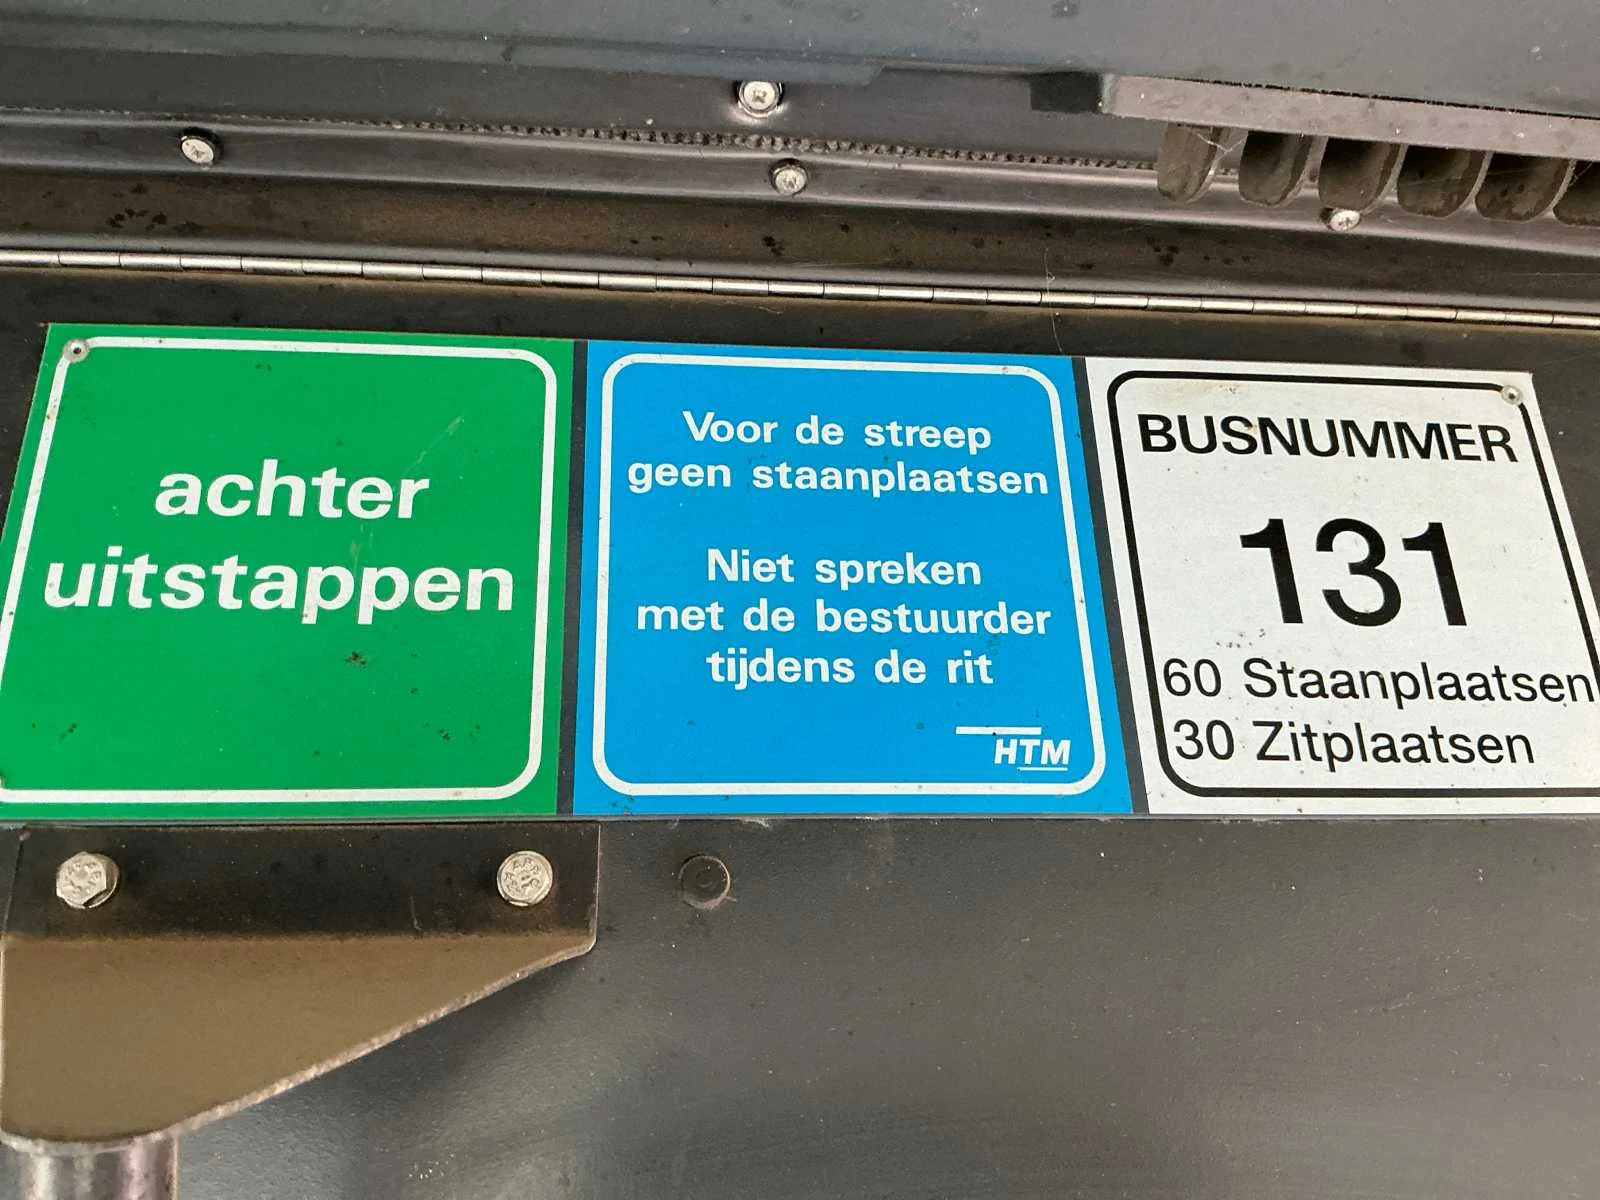 achter
uitstappen
Voor de streep
geen staanplaatsen
Niet spreken
met de bestuurder
tijdens de rit
HTM
BUSNUMMER
131
60 Staanplaatsen
30 Zitplaatsen